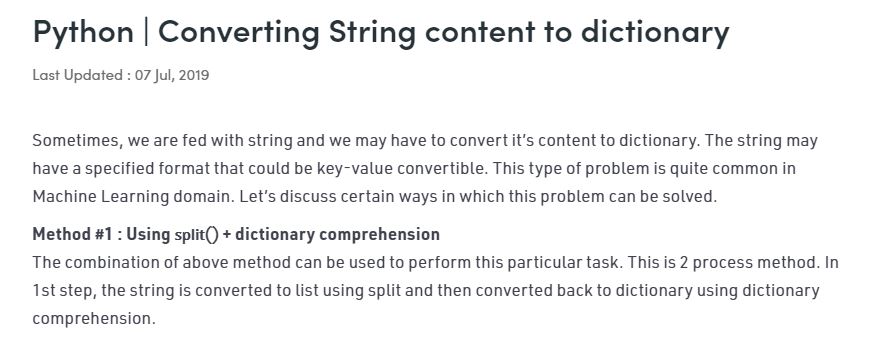 Python | Converting String content to dictionary
Last Updated : 07 Jul, 2019
Sometimes, we are fed with string and we may have to convert it’s content to dictionary. The string may
have a specified format that could be key-value convertible. This type of problem is quite common in
Machine Learning domain. Let’s discuss certain ways in which this problem can be solved.
Method #1 : Using split() + dictionary comprehension
The combination of above method can be used to perform this particular task. This is 2 process method. In
1st step, the string is converted to list using split and then converted back to dictionary using dictionary
comprehension.